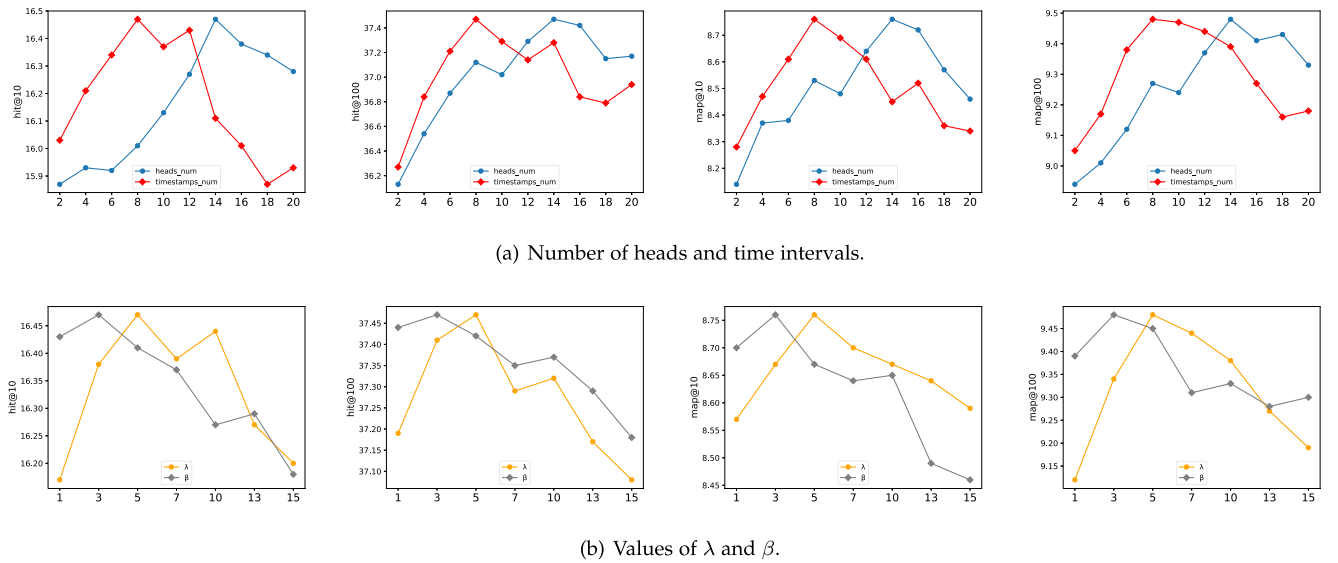 hit@10
16.5
16.4
16.3
16.2
16.1
16.0
15.9
2 4 6 8 10 12 14 16 18 20
heads_num
timestamps_num
hit@100
37.4
37.2
37.0
36.8
36.6
36.4
36.2
2 4 6 8 10 12 14 16 18 20
heads_num
timestamps_num
map@10
8.7
8.6
8.5
8.4
8.3
8.2
2 4 6 8 10 12 14 16 18 20
heads_num
timestamps_num
map@100
9.5
9.4
9.3
9.2
9.1
9.0
2 4 6 8 10 12 14 16 18 20
heads_num
timestamps_num
(a) Number of heads and time intervals.
hit@10
16.45
16.40
16.35
16.30
16.25
16.20
1 3 5 7 10 13 15
λ
β
hit@100
37.45
37.40
37.35
37.30
37.25
37.20
37.15
37.10
1 3 5 7 10 13 15
λ
β
map@10
8.75
8.70
8.65
8.60
8.55
8.50
8.45
1 3 5 7 10 13 15
λ
β
map@100
9.45
9.40
9.35
9.30
9.25
9.20
9.15
1 3 5 7 10 13 15
λ
β
(b) Values of λ and β.